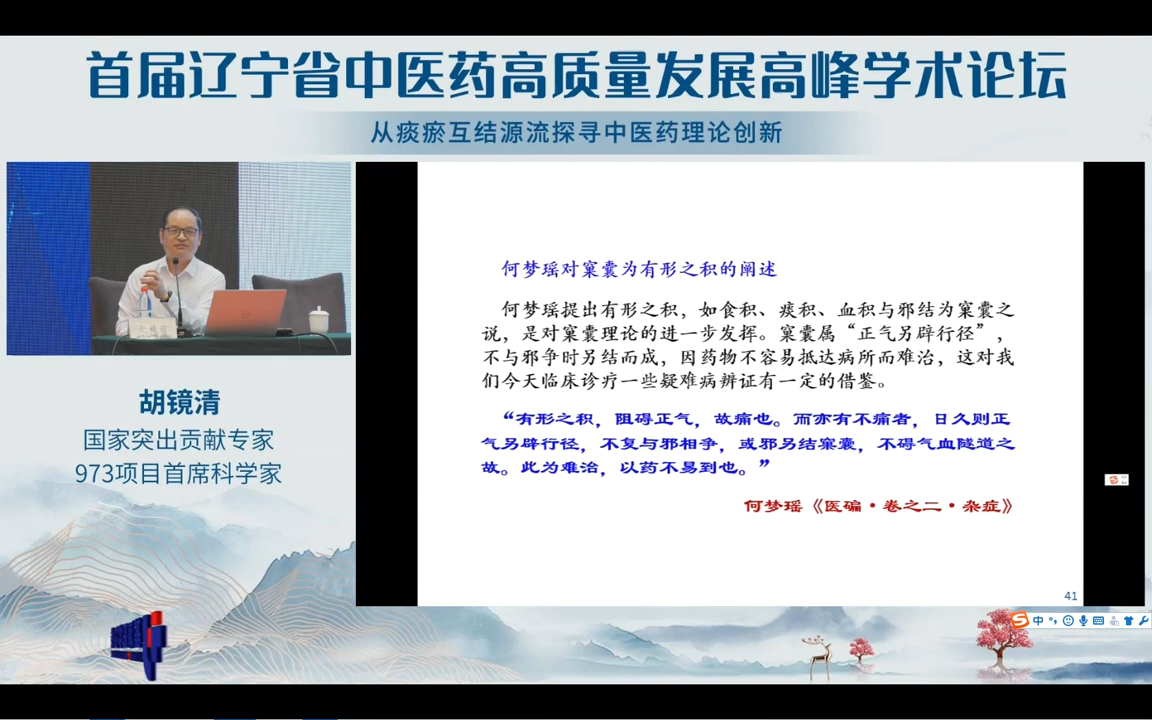 首届辽宁省中医药高质量发展高峰学术论坛
从痰瘀互结源流探寻中医药理论创新
胡镜清
国家突出贡献专家
973项目首席科学家
何梦瑶对窠囊为有形之积的阐述
何梦瑶提出有形之积，如食积、痰积、血积与邪结为窠囊之
说，是对窠囊理论的进一步发挥。窠囊属“正气另辟行径”，
不与邪争时另结而成，因药物不容易抵达病所而难治，这对我
们今天临床诊疗一些疑难病辨证有一定的借鉴。
“有形之积，阻碍正气，故痛也。而亦有不痛者，日久则正
气另辟行径，不复与邪相争，或邪另结窠囊，不碍气血隧道之
故。此为难治，以药不易到也。”
何梦瑶《医碥·卷之二·杂症》
41
中